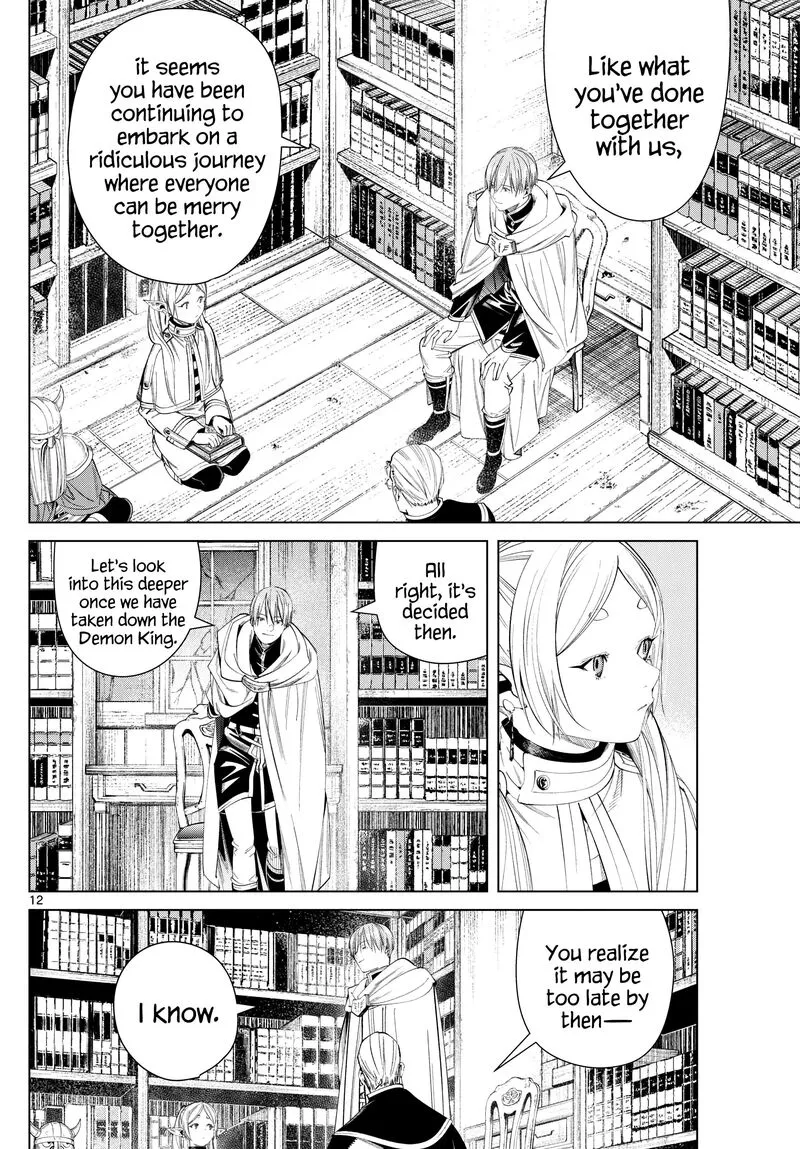 Like what
you've done
together
with us,
it seems
you have been
continuing to
embark on a
ridiculous journey
where everyone
can be merry
together.
All
right, it's
decided
then.
Let's look
into this deeper
once we have
taken down the
Demon King.
12
You realize
it may be
too late by
then—
I know.